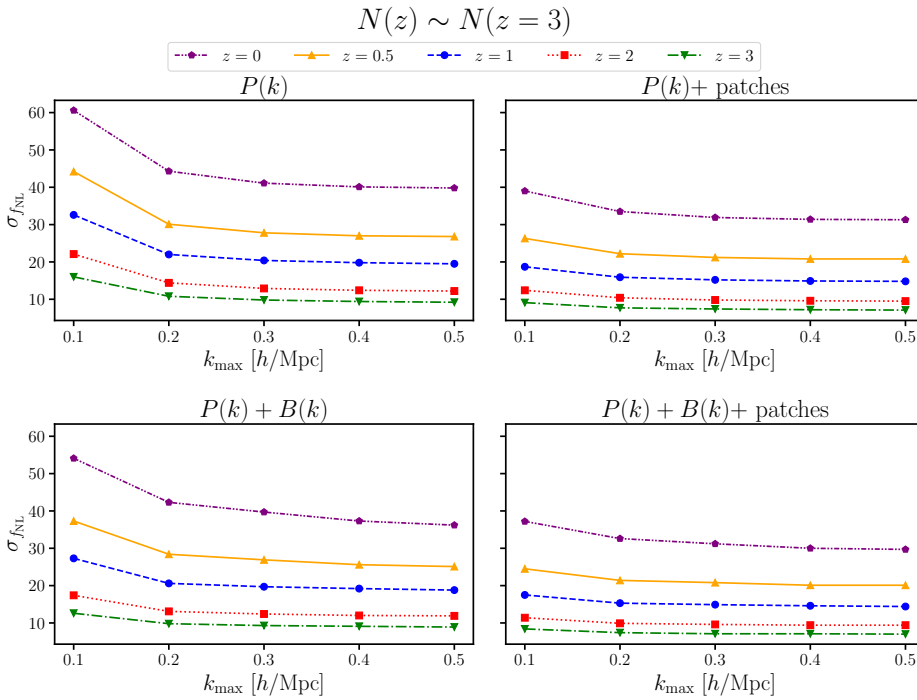 N(z) ∼ N(z = 3)
z = 0 z = 0.5 z = 1 z = 2 z = 3
P(k) P(k)+ patches
60
50
40
30
20
10
σ_{f_NL}
0.1 0.2 0.3 0.4 0.5 0.1 0.2 0.3 0.4 0.5
k_max [h/Mpc] k_max [h/Mpc]
P(k) + B(k) P(k) + B(k)+ patches
60
50
40
30
20
10
σ_{f_NL}
0.1 0.2 0.3 0.4 0.5 0.1 0.2 0.3 0.4 0.5
k_max [h/Mpc] k_max [h/Mpc]